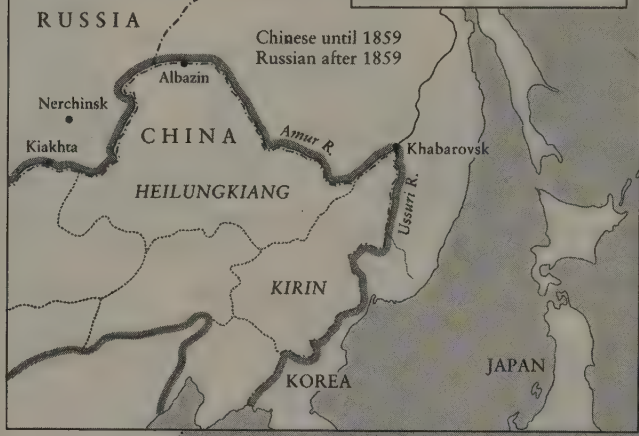 RUSSIA
Chinese until 1859
Russian after 1859
Albazin
Nerchinsk
CHINA
Amur R.
Kiakhta
Khabarovsk
HEILUNGKIANG
Ussuri R.
KIRIN
KOREA
JAPAN